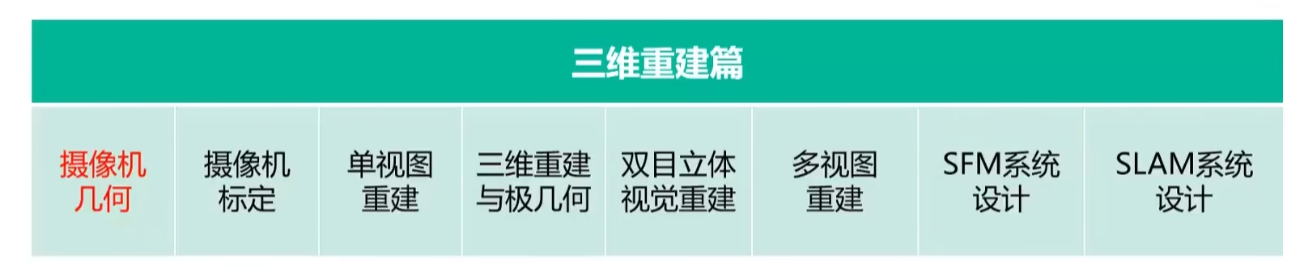 三维重建篇
摄像机
几何
摄像机
标定
单视图
重建
三维重建
与极几何
双目立体
视觉重建
多视图
重建
SFM系统
设计
SLAM系统
设计